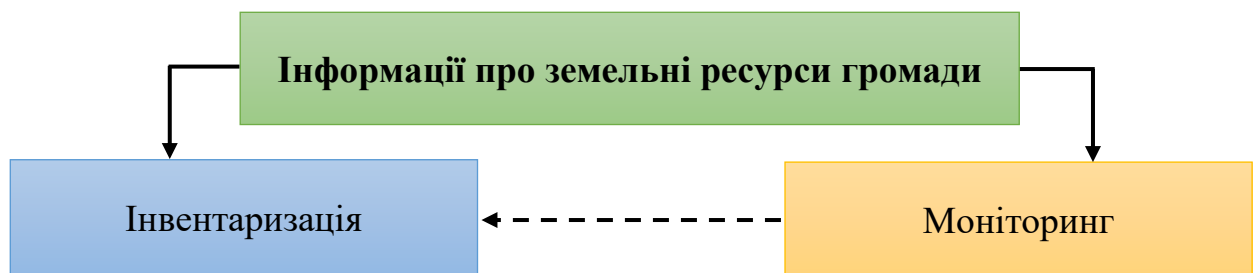 Інформації про земельні ресурси громади
Інвентаризація
Моніторинг